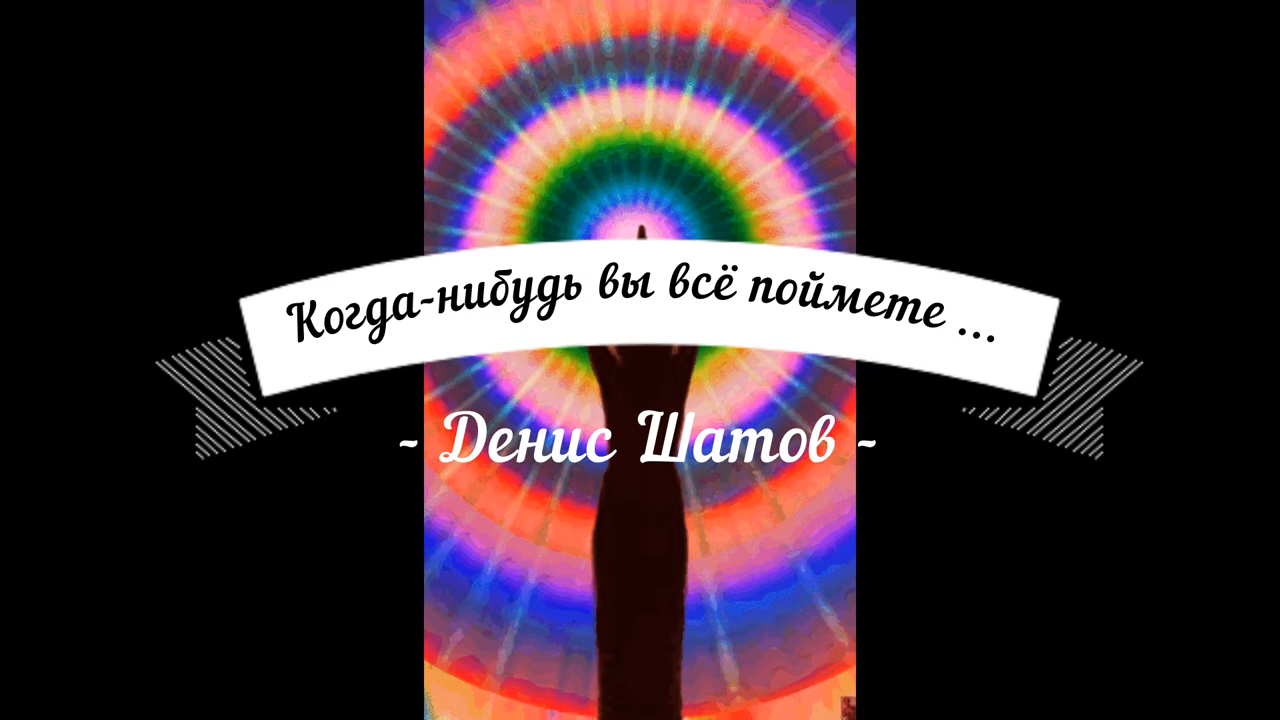 Когда-нибудь вы всё поймете ...
- Денис Шатов -